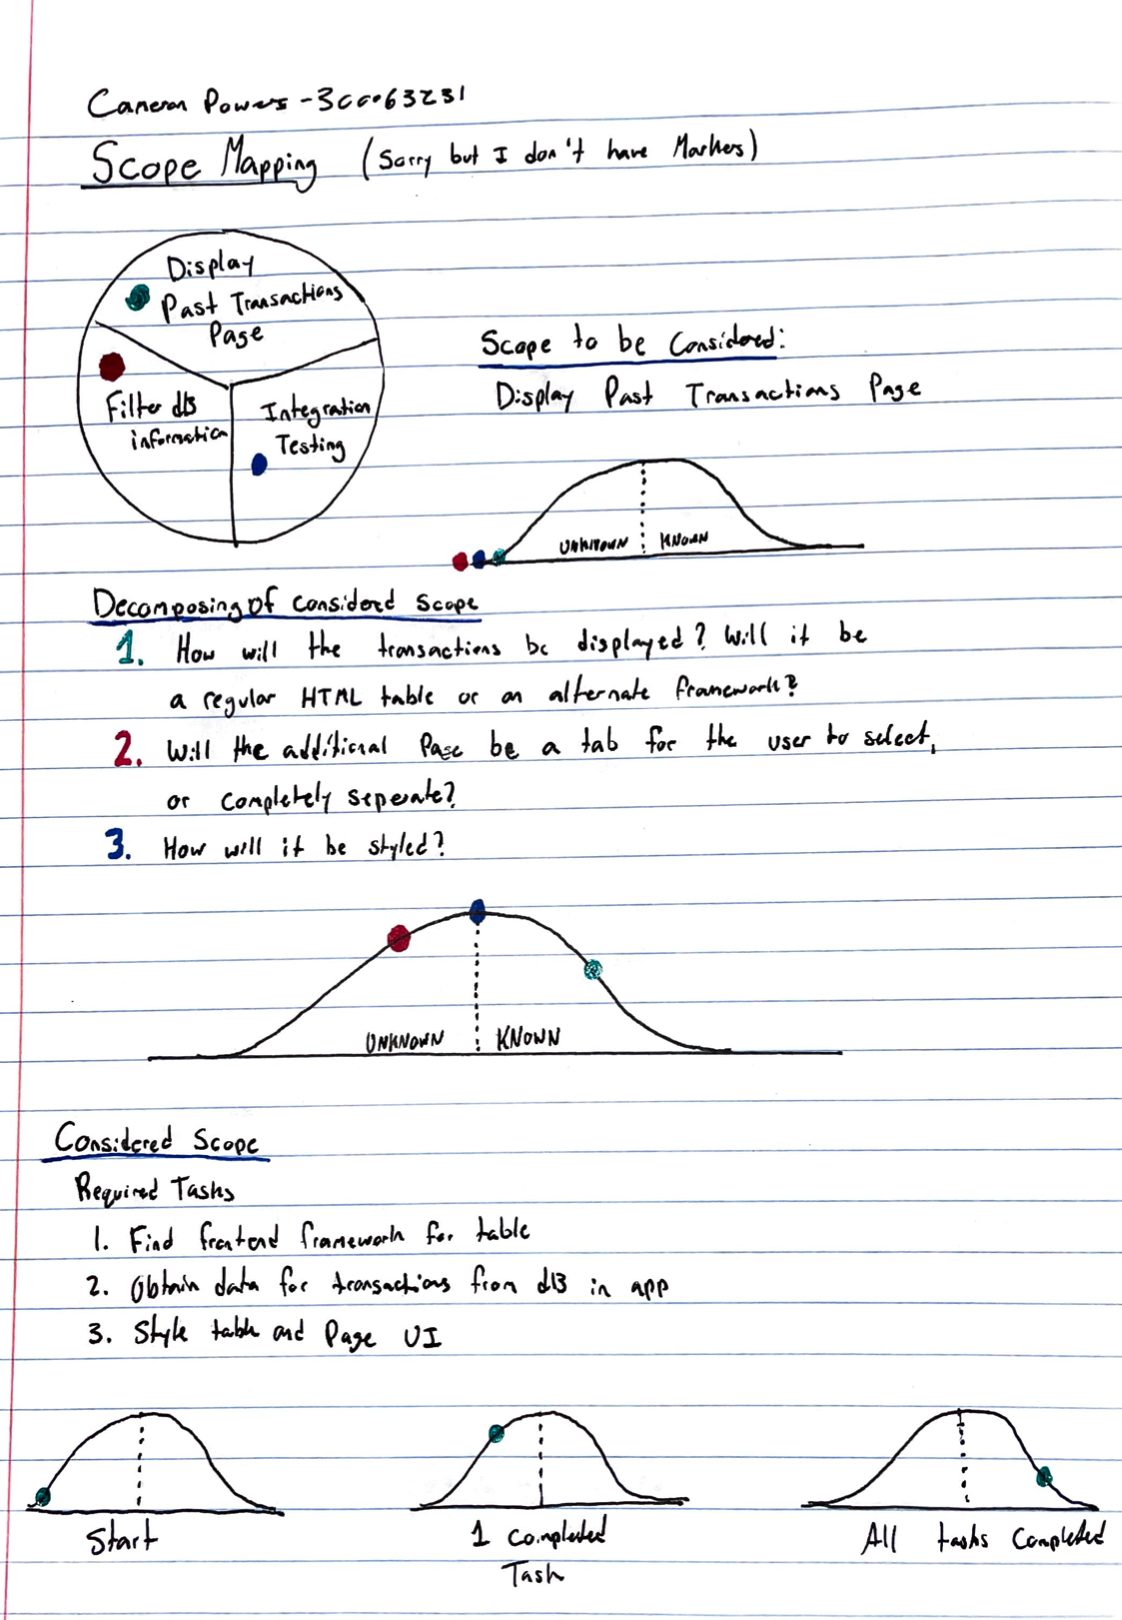 Cameron Powers - 300063231
Scope Mapping (Sorry but I don't have Markers)
Display
Past Transactions
Page
Filter dB
information
Integration
Testing
Scope to be Considered:
Display Past Transactions Page
UNKNOWN KNOWN
Decomposing of considered Scope
1. How will the transactions be displayed? Will it be
a regular HTML table or an alternate framework?
2. Will the additional Page be a tab for the user to select,
or completely seperate?
3. How will it be styled?
UNKNOWN KNOWN
Considered Scope
Required Tasks
1. Find frontend framework for table
2. Obtain data for transactions from dB in app
3. Style table and Page UI
Start
1 Completed
Task
All tasks Completed